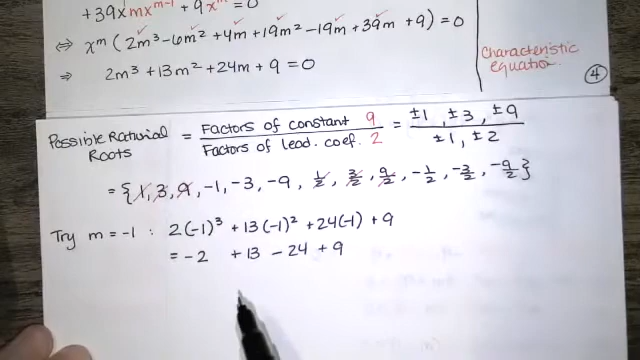 +39x mx^(m-1) + 9x^m = 0
⇔ x^m (2m³ -6m² +4m +19m² -19m +39m +9) = 0
⇒ 2m³ +13m² +24m +9 = 0
characteristic
equation.
4
Possible Rational Roots = Factors of constant 9 / Factors of lead. coef. 2 = ±1, ±3, ±9 / ±1, ±2
= {1, 3, 9, -1, -3, -9, 1/2, 3/2, 9/2, -1/2, -3/2, -9/2}
Try m = -1 : 2(-1)³ +13(-1)² +24(-1) +9
= -2 +13 -24 +9